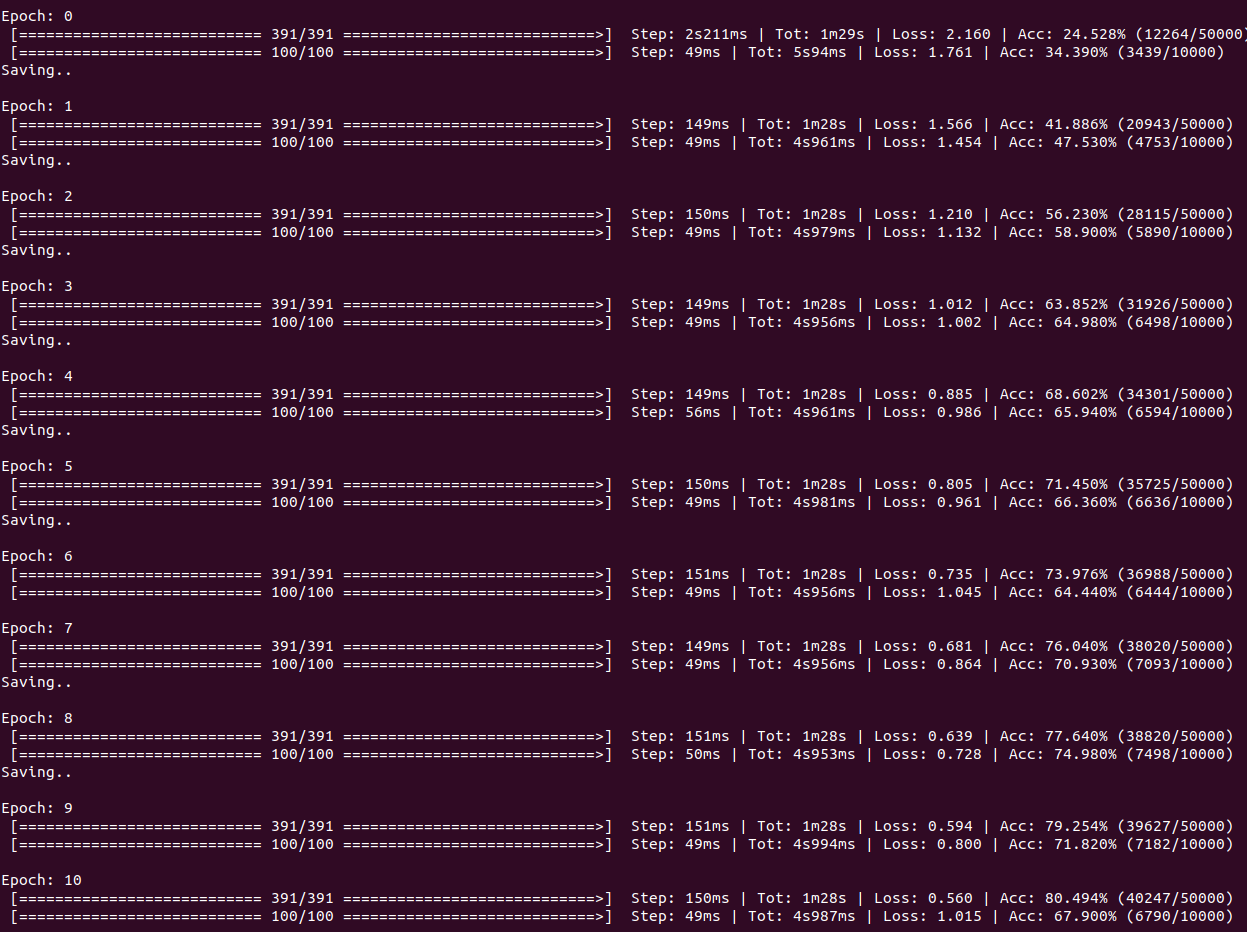 Epoch: 0
[=========================== 391/391 ============================>]  Step: 2s211ms | Tot: 1m29s | Loss: 2.160 | Acc: 24.528% (12264/50000)
[=========================== 100/100 ============================>]  Step: 49ms | Tot: 5s94ms | Loss: 1.761 | Acc: 34.390% (3439/10000)
Saving..
Epoch: 1
[=========================== 391/391 ============================>]  Step: 149ms | Tot: 1m28s | Loss: 1.566 | Acc: 41.886% (20943/50000)
[=========================== 100/100 ============================>]  Step: 49ms | Tot: 4s961ms | Loss: 1.454 | Acc: 47.530% (4753/10000)
Saving..
Epoch: 2
[=========================== 391/391 ============================>]  Step: 150ms | Tot: 1m28s | Loss: 1.210 | Acc: 56.230% (28115/50000)
[=========================== 100/100 ============================>]  Step: 49ms | Tot: 4s979ms | Loss: 1.132 | Acc: 58.900% (5890/10000)
Saving..
Epoch: 3
[=========================== 391/391 ============================>]  Step: 149ms | Tot: 1m28s | Loss: 1.012 | Acc: 63.852% (31926/50000)
[=========================== 100/100 ============================>]  Step: 49ms | Tot: 4s956ms | Loss: 1.002 | Acc: 64.980% (6498/10000)
Saving..
Epoch: 4
[=========================== 391/391 ============================>]  Step: 149ms | Tot: 1m28s | Loss: 0.885 | Acc: 68.602% (34301/50000)
[=========================== 100/100 ============================>]  Step: 56ms | Tot: 4s961ms | Loss: 0.986 | Acc: 65.940% (6594/10000)
Saving..
Epoch: 5
[=========================== 391/391 ============================>]  Step: 150ms | Tot: 1m28s | Loss: 0.805 | Acc: 71.450% (35725/50000)
[=========================== 100/100 ============================>]  Step: 49ms | Tot: 4s981ms | Loss: 0.961 | Acc: 66.360% (6636/10000)
Saving..
Epoch: 6
[=========================== 391/391 ============================>]  Step: 151ms | Tot: 1m28s | Loss: 0.735 | Acc: 73.976% (36988/50000)
[=========================== 100/100 ============================>]  Step: 49ms | Tot: 4s956ms | Loss: 1.045 | Acc: 64.440% (6444/10000)
Epoch: 7
[=========================== 391/391 ============================>]  Step: 149ms | Tot: 1m28s | Loss: 0.681 | Acc: 76.040% (38020/50000)
[=========================== 100/100 ============================>]  Step: 49ms | Tot: 4s956ms | Loss: 0.864 | Acc: 70.930% (7093/10000)
Saving..
Epoch: 8
[=========================== 391/391 ============================>]  Step: 151ms | Tot: 1m28s | Loss: 0.639 | Acc: 77.640% (38820/50000)
[=========================== 100/100 ============================>]  Step: 50ms | Tot: 4s953ms | Loss: 0.728 | Acc: 74.980% (7498/10000)
Saving..
Epoch: 9
[=========================== 391/391 ============================>]  Step: 151ms | Tot: 1m28s | Loss: 0.594 | Acc: 79.254% (39627/50000)
[=========================== 100/100 ============================>]  Step: 49ms | Tot: 4s994ms | Loss: 0.800 | Acc: 71.820% (7182/10000)
Epoch: 10
[=========================== 391/391 ============================>]  Step: 150ms | Tot: 1m28s | Loss: 0.560 | Acc: 80.494% (40247/50000)
[=========================== 100/100 ============================>]  Step: 49ms | Tot: 4s987ms | Loss: 1.015 | Acc: 67.900% (6790/10000)